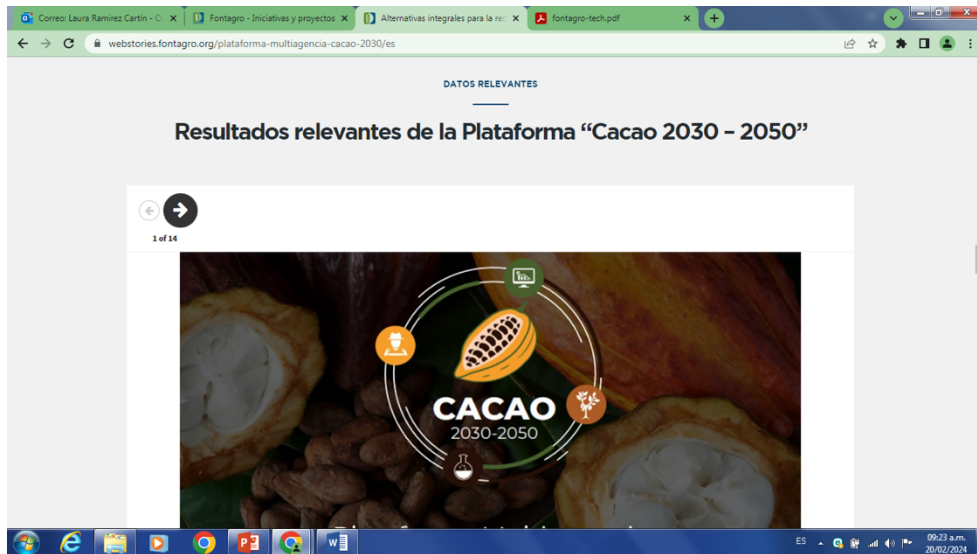 Correo: Laura Ramirez Cartín - O
Fontagro - Iniciativas y proyectos
Alternativas integrales para la rec
fontagro-tech.pdf
webstories.fontagro.org/plataforma-multiagencia-cacao-2030/es
DATOS RELEVANTES
Resultados relevantes de la Plataforma “Cacao 2030 – 2050”
1 of 14
CACAO
2030-2050
ES
09:23 a.m.
20/02/2024